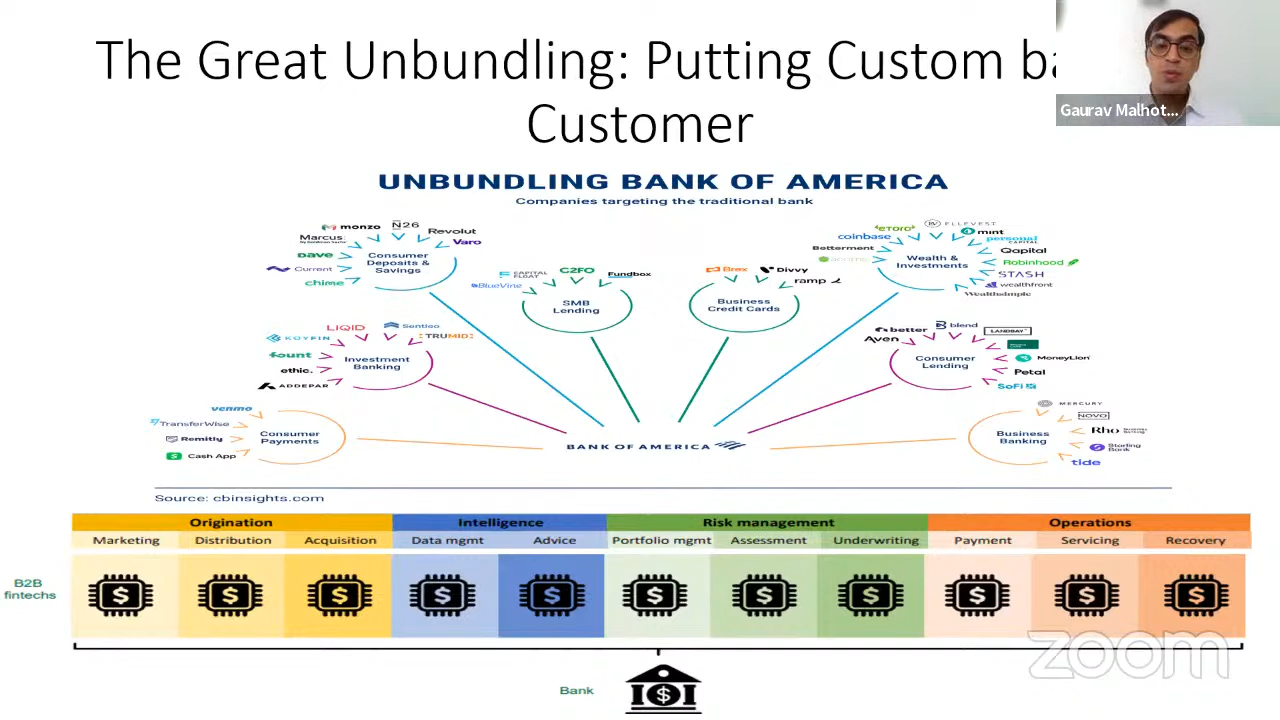 The Great Unbundling: Putting Custom ba
Customer
Gaurav Malhot...
UNBUNDLING BANK OF AMERICA
Companies targeting the traditional bank
monzo
N26
Revolut
Varo
Marcus:
By Goldman Sachs
DAVE
Current
chime
Consumer
Deposits &
Savings
CAPITAL
FLOAT
C2FO
Fundbox
BlueVine
SMB
Lending
Brex
Divvy
ramp
Business
Credit Cards
eTORO
ELLEVEST
mint
coinbase
personal
CAPITAL
Betterment
Qapital
acorns
Robinhood
STASH
wealthfront
Wealthsimple
Wealth &
Investments
LIQID
Sentieo
KOYFIN
TRUMID
fount
ethic.
ADDEPAR
Investment
Banking
better
blend
LANDBAY
Aven
MoneyLion
Petal
SoFi
Consumer
Lending
venmo
TransferWise
Remitly
Cash App
Consumer
Payments
BANK OF AMERICA
MERCURY
NOVO
Rho
Starling
Bank
tide
Business
Banking
Source: cbinsights.com
Origination Intelligence Risk management Operations
Marketing Distribution Acquisition Data mgmt Advice Portfolio mgmt Assessment Underwriting Payment Servicing Recovery
B2B
fintechs
$ $ $ $ $ $ $ $ $ $ $
zoom
Bank
$